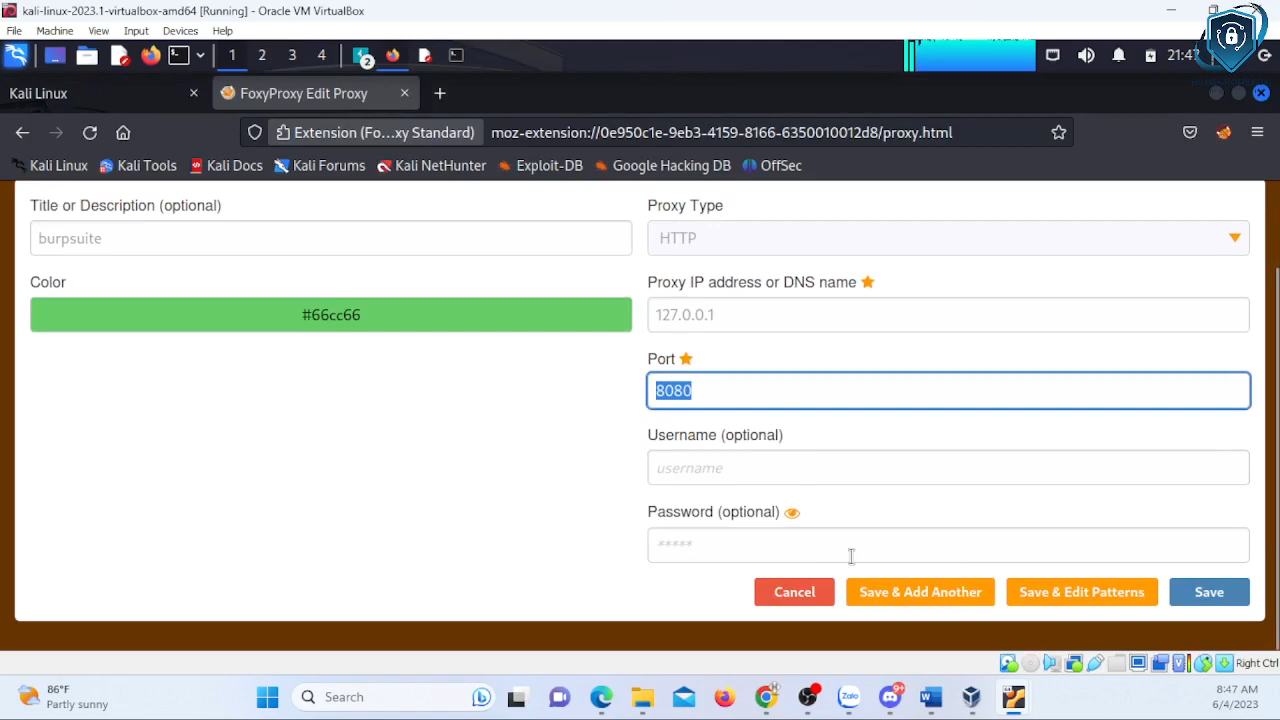 kali-linux-2023.1-virtualbox-amd64 [Running] - Oracle VM VirtualBox
File Machine View Input Devices Help
1 2 3 4 2
Kali Linux
FoxyProxy Edit Proxy
Extension (Fo...xy Standard)
moz-extension://0e950c1e-9eb3-4159-8166-6350010012d8/proxy.html
Kali Linux Kali Tools Kali Docs Kali Forums Kali NetHunter Exploit-DB Google Hacking DB OffSec
Title or Description (optional)
burpsuite
Color
#66cc66
Proxy Type
HTTP
Proxy IP address or DNS name
127.0.0.1
Port
8080
Username (optional)
username
Password (optional)
*****
Cancel Save & Add Another Save & Edit Patterns Save
Right Ctrl
86°F
Partly sunny
Search
Zalo
9+
8:47 AM
6/4/2023